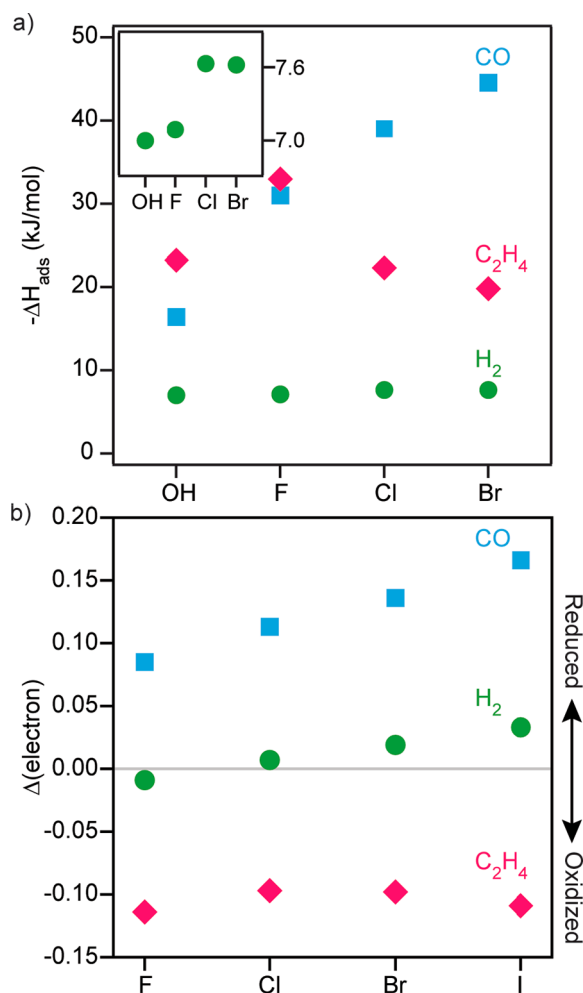 a)
50
40
30
20
10
0
-ΔH_ads (kJ/mol)
7.6
7.0
OH F Cl Br
CO
C₂H₄
H₂
OH F Cl Br
b)
0.20
0.15
0.10
0.05
0.00
-0.05
-0.10
-0.15
Δ(electron)
CO
H₂
C₂H₄
F Cl Br I
Reduced
Oxidized